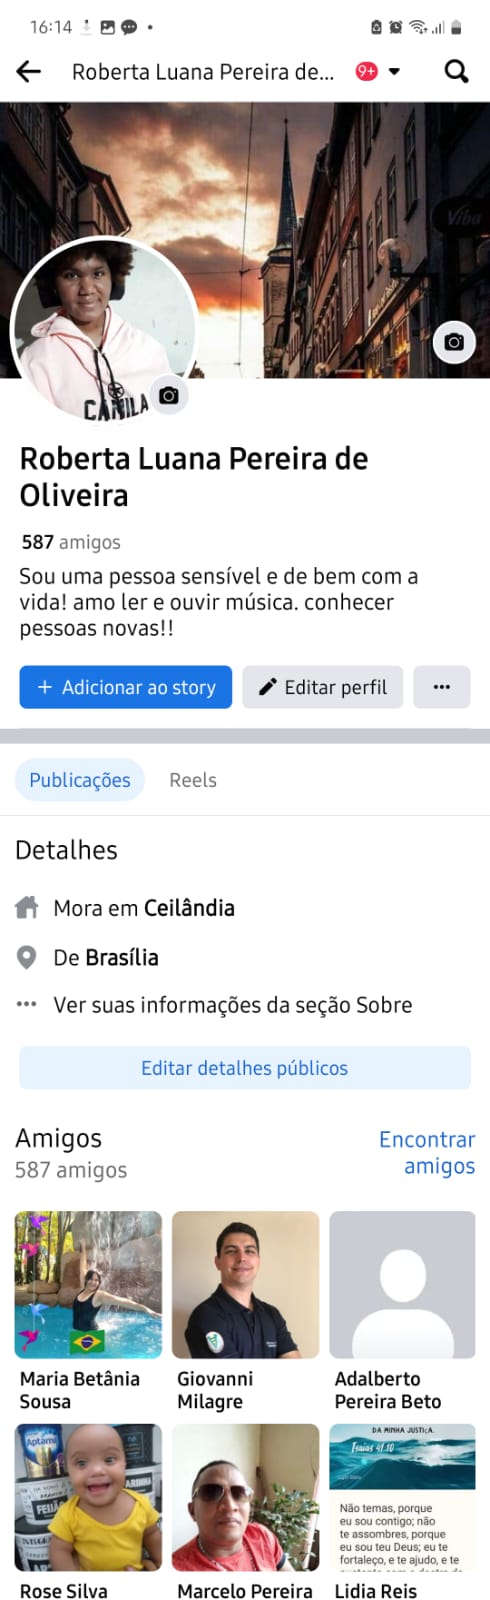 16:14
Roberta Luana Pereira de...
9+
Viba
CANILA
Roberta Luana Pereira de
Oliveira
587 amigos
Sou uma pessoa sensível e de bem com a
vida! amo ler e ouvir música. conhecer
pessoas novas!!
+ Adicionar ao story
Editar perfil
Publicações
Reels
Detalhes
Mora em Ceilândia
De Brasília
Ver suas informações da seção Sobre
Editar detalhes públicos
Amigos
587 amigos
Encontrar
amigos
Maria Betânia
Sousa
Giovanni
Milagre
Adalberto
Pereira Beto
Aptamil
FEIJÃO
DA MINHA JUSTIÇA.
Isaías 41.10
Não temas, porque
eu sou contigo; não
te assombres, porque
eu sou teu Deus; eu te
fortaleço, e te ajudo, e te
Rose Silva
Marcelo Pereira
Lidia Reis